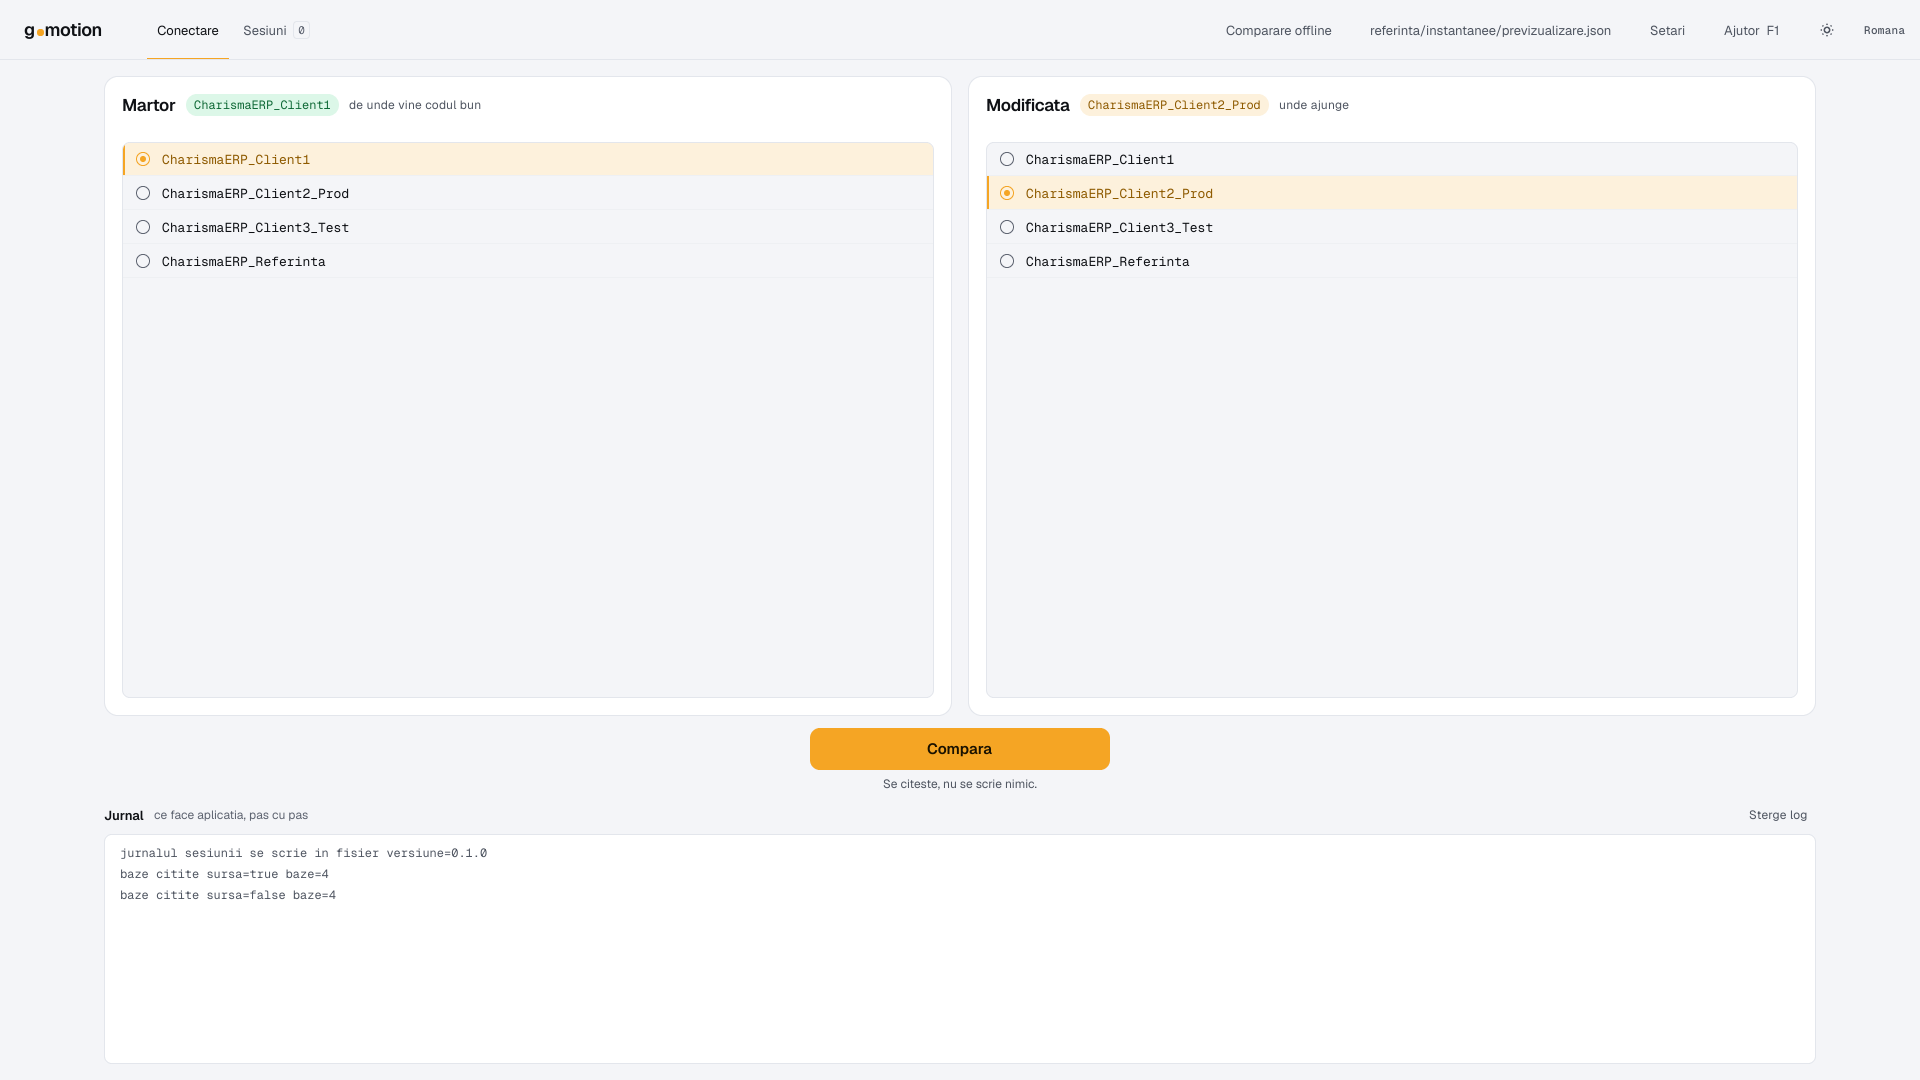 g motion
Conectare
Sesiuni 0
Comparare offline
referinta/instantanee/previzualizare.json
Setari
Ajutor F1
Romana
Martor CharismaERP_Client1 de unde vine codul bun
CharismaERP_Client1
CharismaERP_Client2_Prod
CharismaERP_Client3_Test
CharismaERP_Referinta
Modificata CharismaERP_Client2_Prod unde ajunge
CharismaERP_Client1
CharismaERP_Client2_Prod
CharismaERP_Client3_Test
CharismaERP_Referinta
Compara
Se citeste, nu se scrie nimic.
Jurnal ce face aplicatia, pas cu pas
Sterge log
jurnalul sesiunii se scrie in fisier versiune=0.1.0
baze citite sursa=true baze=4
baze citite sursa=false baze=4